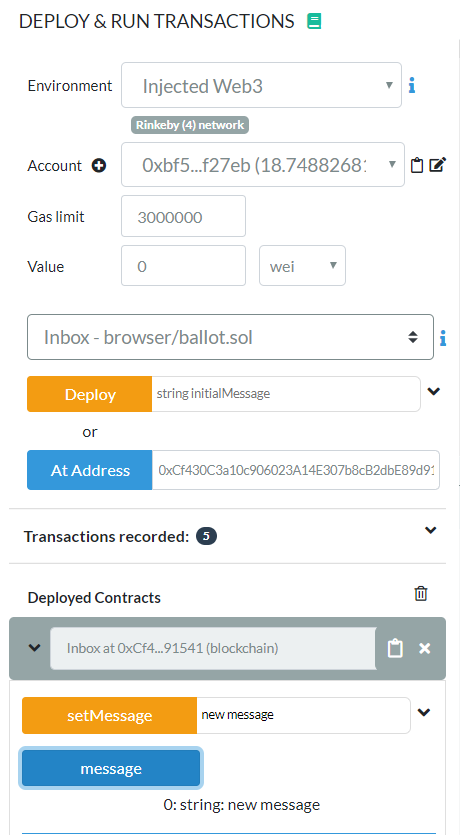 DEPLOY & RUN TRANSACTIONS
Environment Injected Web3
Rinkeby (4) network
Account 0xbf5...f27eb (18.74882681
Gas limit 3000000
Value 0 wei
Inbox - browser/ballot.sol
Deploy string initialMessage
or
At Address 0xCf430C3a10c906023A14E307b8cB2dbE89d91
Transactions recorded: 5
Deployed Contracts
Inbox at 0xCf4...91541 (blockchain)
setMessage new message
message
0: string: new message